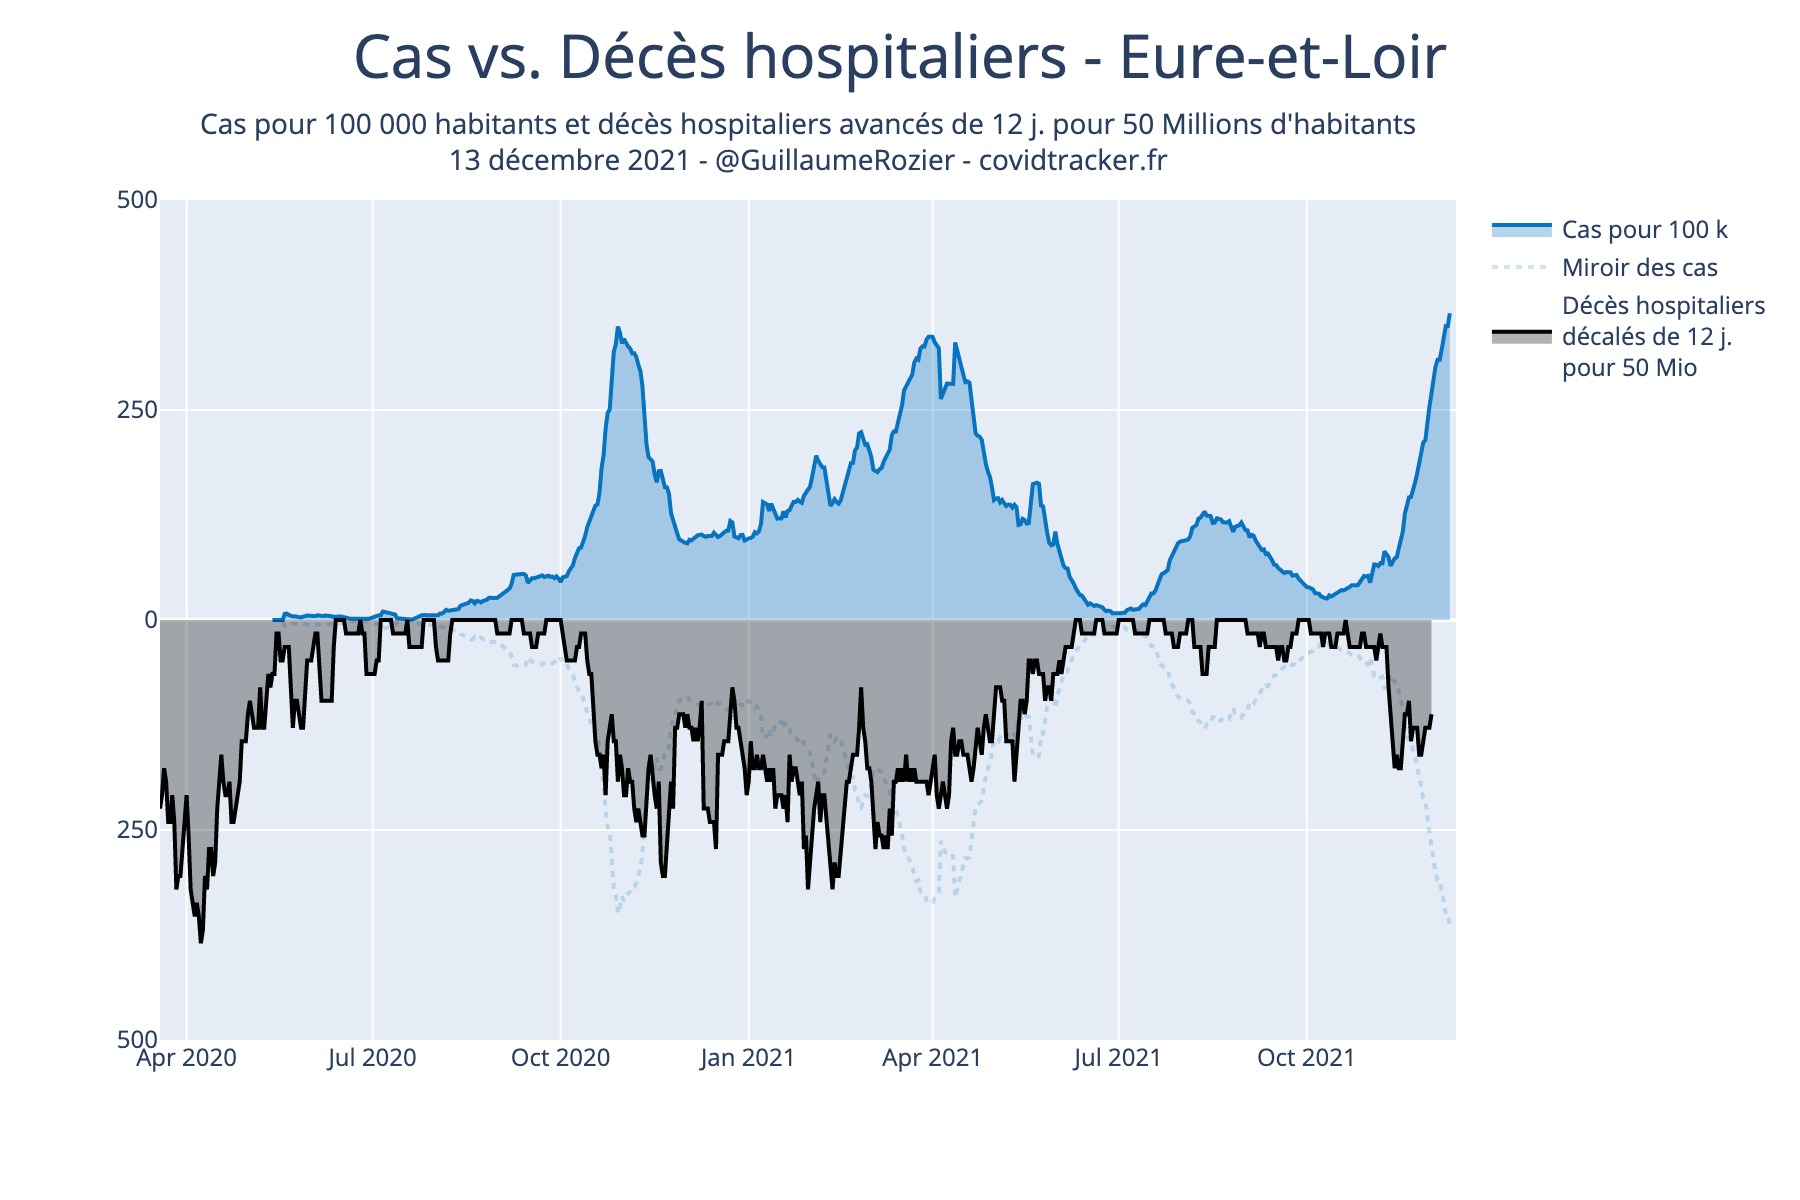 Cas vs. Décès hospitaliers - Eure-et-Loir
Cas pour 100 000 habitants et décès hospitaliers avancés de 12 j. pour 50 Millions d'habitants
13 décembre 2021 - @GuillaumeRozier - covidtracker.fr
500
250
0
250
500
Apr 2020
Jul 2020
Oct 2020
Jan 2021
Apr 2021
Jul 2021
Oct 2021
Cas pour 100 k
Miroir des cas
Décès hospitaliers
décalés de 12 j.
pour 50 Mio